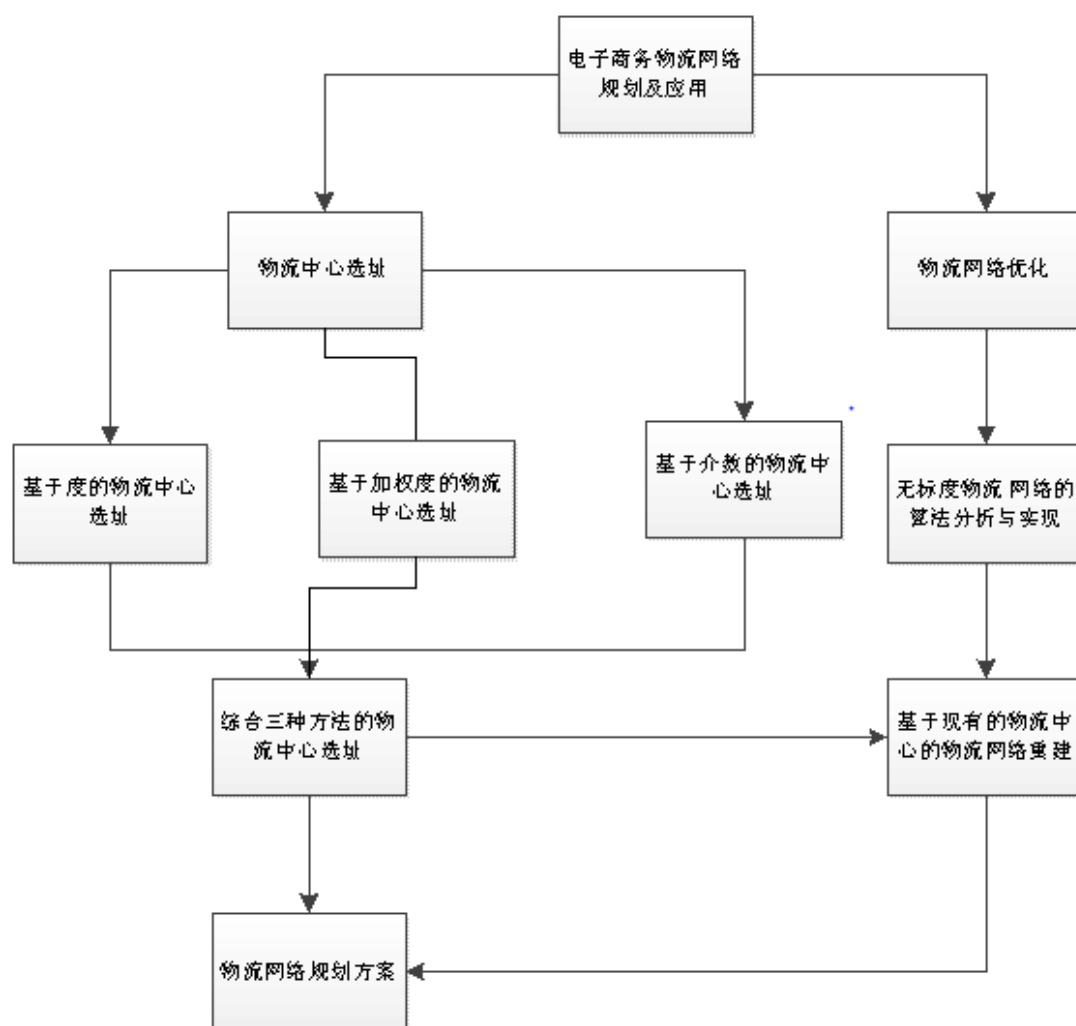 电子商务物流网络
规划及应用
物流中心选址
物流网络优化
基于度的物流中心
选址
基于加权度的物流
中心选址
基于介数的物流中
心选址
无标度物流 网络的
算法分析与实现
综合三种方法的物
流中心选址
基于现有的物流中
心的物流网络重建
物流网络规划方案